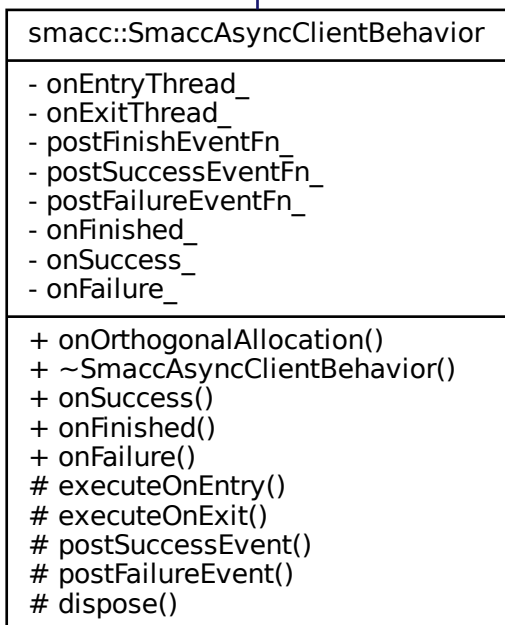 smacc::SmaccAsyncClientBehavior
- onEntryThread_
- onExitThread_
- postFinishEventFn_
- postSuccessEventFn_
- postFailureEventFn_
- onFinished_
- onSuccess_
- onFailure_
+ onOrthogonalAllocation()
+ ~SmaccAsyncClientBehavior()
+ onSuccess()
+ onFinished()
+ onFailure()
# executeOnEntry()
# executeOnExit()
# postSuccessEvent()
# postFailureEvent()
# dispose()